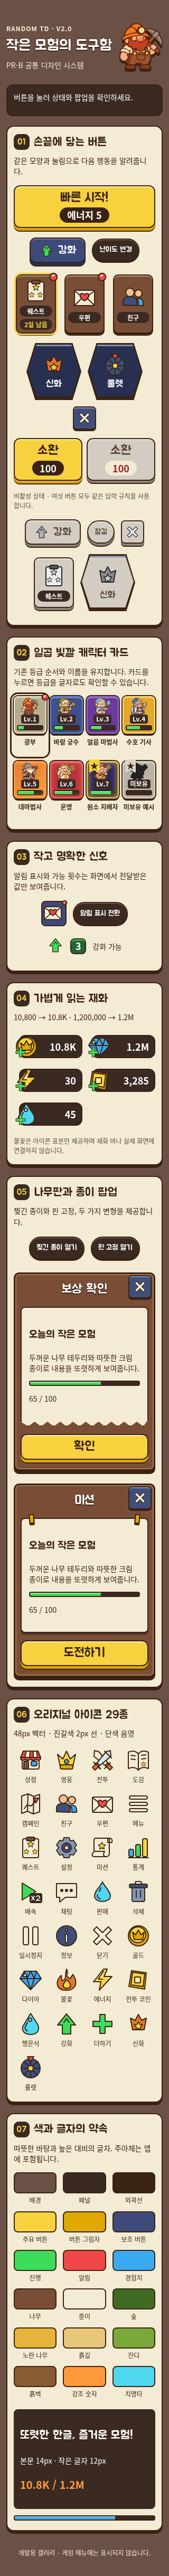 RANDOM TD · V2.0
작은 모험의 도구함
PR-B 공통 디자인 시스템
버튼을 눌러 상태와 팝업을 확인하세요.
01 손끝에 닿는 버튼
같은 모양과 눌림으로 다음 행동을 알려줍니
다.
빠른 시작!
에너지 5
강화
난이도 변경
퀘스트
2일 남음
우편
친구
신화
룰렛
소환
100
소환
100
비활성 상태 · 여섯 버튼 모두 같은 입력 규칙을 사용
합니다.
강화
잠김
퀘스트
신화
02 일곱 빛깔 캐릭터 카드
기존 등급 순서와 이름을 유지합니다. 카드를
누르면 등급을 글자로도 확인할 수 있습니다.
Lv.1
Lv.2
Lv.3
Lv.4
광부
바람 궁수
얼음 마법사
수호 기사
Lv.5
Lv.6
Lv.7
미보유
대마법사
운명
원소 지배자
미보유 예시
03 작고 명확한 신호
알림 표시와 가능 횟수는 화면에서 전달받은
값만 보여줍니다.
알림 표시 전환
3
강화 가능
04 가볍게 읽는 재화
10,800 → 10.8K · 1,200,000 → 1.2M
10.8K
1.2M
30
3,285
45
불꽃은 아이콘 표본만 제공하며 재화 바나 실제 화면에
연결하지 않습니다.
05 나무판과 종이 팝업
찢긴 종이와 핀 고정, 두 가지 변형을 제공합니
다.
찢긴 종이 열기
핀 고정 열기
보상 확인
오늘의 작은 모험
두꺼운 나무 테두리와 따뜻한 크림
종이로 내용을 또렷하게 보여줍니다.
65 / 100
확인
미션
오늘의 작은 모험
두꺼운 나무 테두리와 따뜻한 크림
종이로 내용을 또렷하게 보여줍니다.
65 / 100
도전하기
06 오리지널 아이콘 29종
48px 벡터 · 진갈색 2px 선 · 단색 음영
상점
영웅
전투
도감
캠페인
친구
우편
메뉴
퀘스트
설정
미션
통계
X2
배속
채팅
판매
삭제
일시정지
정보
닫기
골드
다이아
불꽃
에너지
전투 코인
행운석
강화
더하기
신화
룰렛
07 색과 글자의 약속
따뜻한 바탕과 높은 대비의 글자. 주아체는 앱
에 포함됩니다.
배경
패널
외곽선
주요 버튼
버튼 그림자
보조 버튼
진행
알림
경험치
나무
종이
숲
노란 나무
흙길
잔디
흙벽
강조 숫자
치명타
또렷한 한글, 즐거운 모험!
본문 14px · 작은 글자 12px
10.8K / 1.2M
개발용 갤러리 · 게임 메뉴에는 표시되지 않습니다.